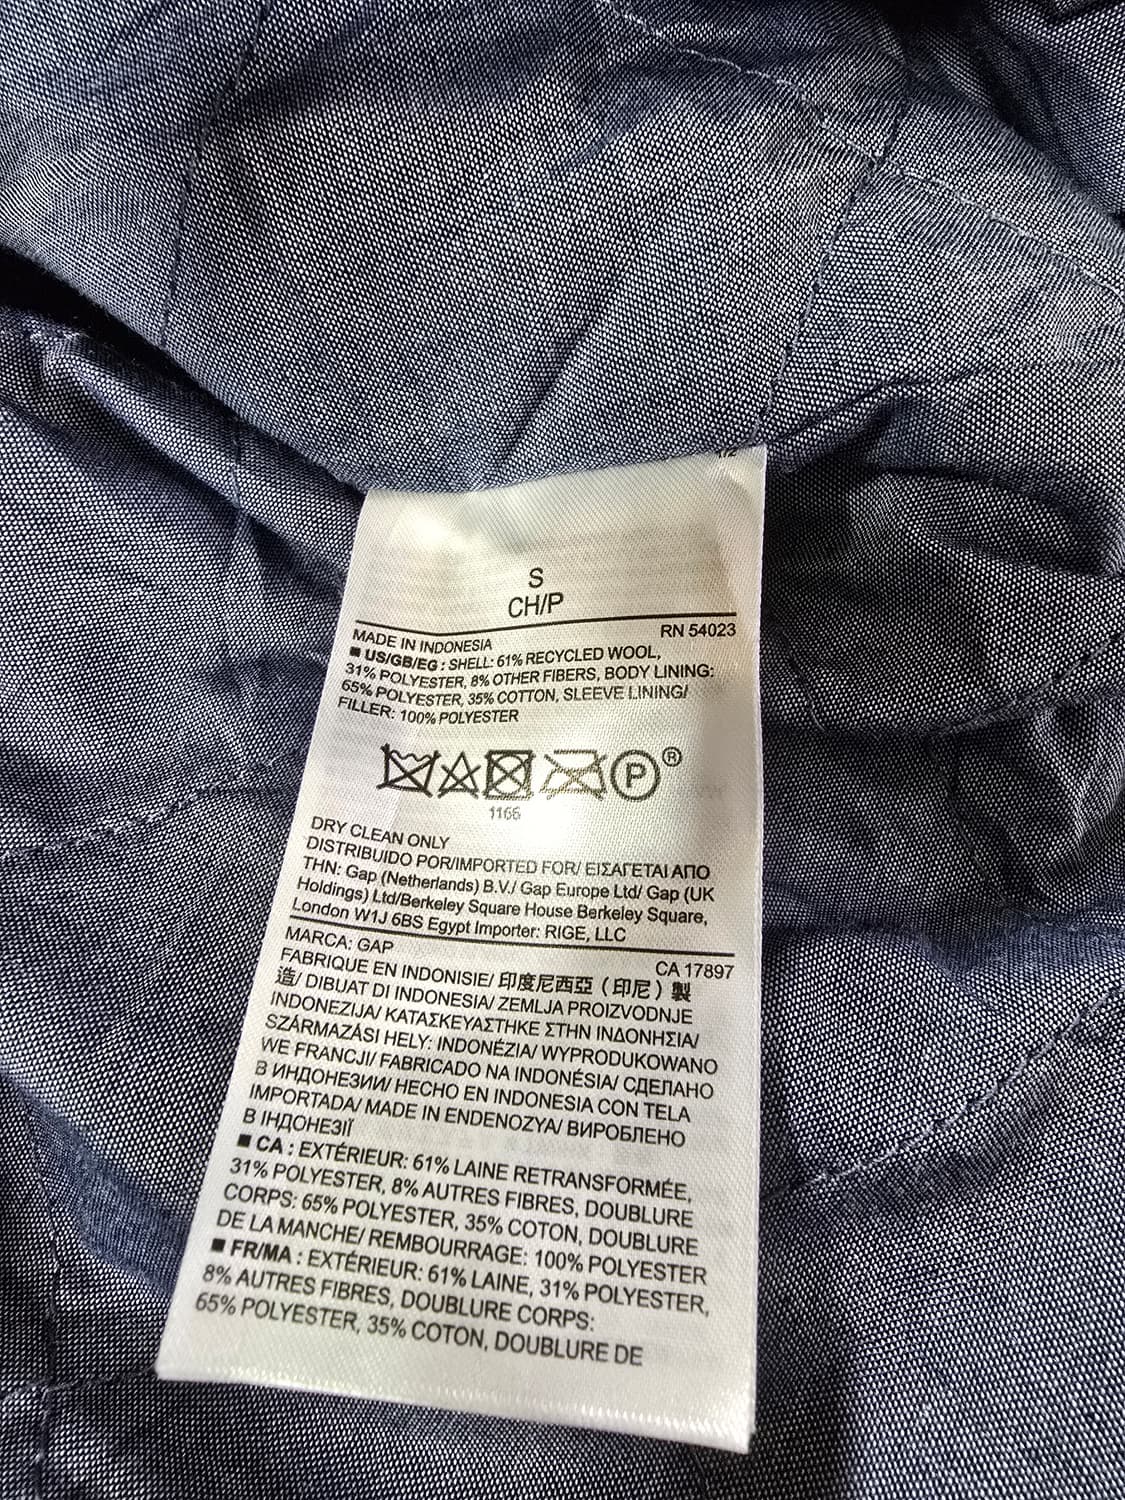 1/2
S
CH/P
RN 54023
MADE IN INDONESIA
■ US/GB/EG : SHELL: 61% RECYCLED WOOL,
31% POLYESTER, 8% OTHER FIBERS, BODY LINING:
65% POLYESTER, 35% COTTON, SLEEVE LINING/
FILLER: 100% POLYESTER
P ®
1166
DRY CLEAN ONLY
DISTRIBUIDO POR/IMPORTED FOR/ ΕΙΣΑΓΕΤΑΙ ΑΠΟ
THN: Gap (Netherlands) B.V./ Gap Europe Ltd/ Gap (UK
Holdings) Ltd/Berkeley Square House Berkeley Square,
London W1J 6BS Egypt Importer: RIGE, LLC
MARCA: GAP
CA 17897
FABRIQUE EN INDONISIE/ 印度尼西亞 (印尼) 製
造/ DIBUAT DI INDONESIA/ ZEMLJA PROIZVODNJE
INDONEZIJA/ ΚΑΤΑΣΚΕΥΑΣΤΗΚΕ ΣΤΗΝ ΙΝΔΟΝΗΣΙΑ/
SZÁRMAZÁSI HELY: INDONÉZIA/ WYPRODUKOWANO
WE FRANCJI/ FABRICADO NA INDONÉSIA/ СДЕЛАНО
В ИНДОНЕЗИИ/ HECHO EN INDONESIA CON TELA
IMPORTADA/ MADE IN ENDENOZYA/ ВИРОБЛЕНО
В ІНДОНЕЗІЇ
■ CA : EXTÉRIEUR: 61% LAINE RETRANSFORMÉE,
31% POLYESTER, 8% AUTRES FIBRES, DOUBLURE
CORPS: 65% POLYESTER, 35% COTON, DOUBLURE
DE LA MANCHE/ REMBOURRAGE: 100% POLYESTER
■ FR/MA : EXTÉRIEUR: 61% LAINE, 31% POLYESTER,
8% AUTRES FIBRES, DOUBLURE CORPS:
65% POLYESTER, 35% COTON, DOUBLURE DE